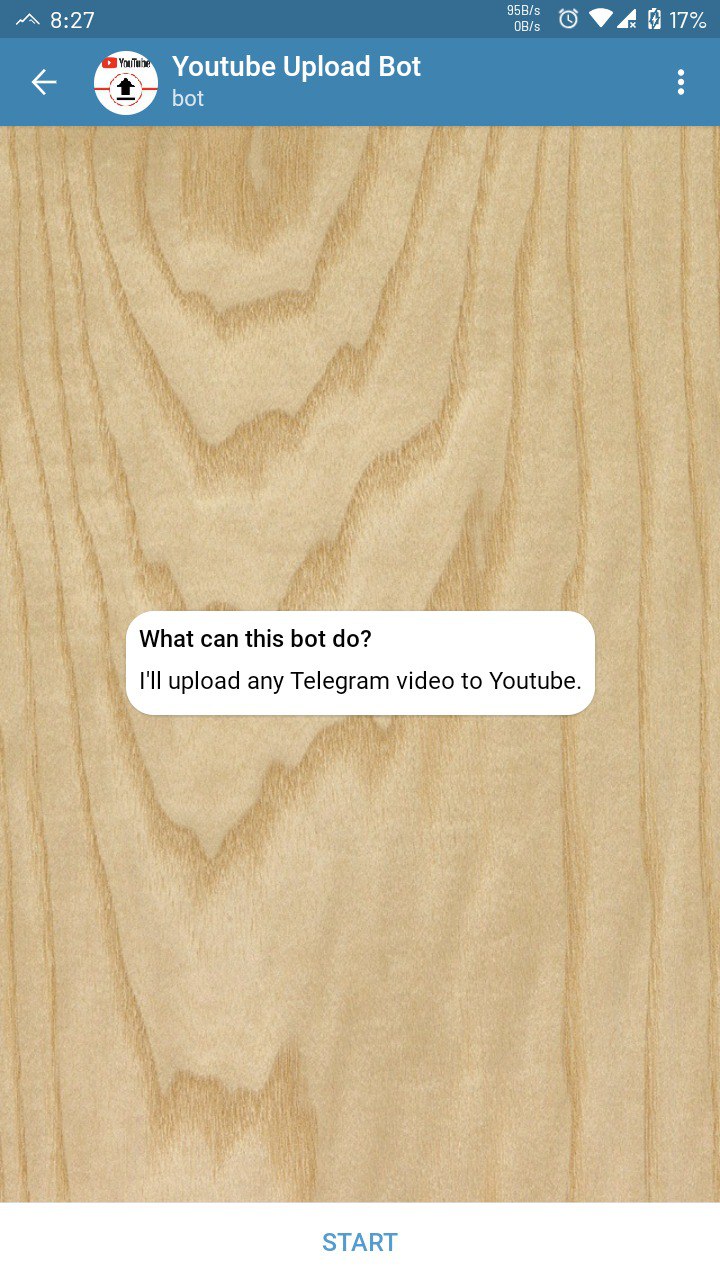 8:27
95B/s
0B/s
17%
YouTube
Youtube Upload Bot
bot
What can this bot do?
I'll upload any Telegram video to Youtube.
START